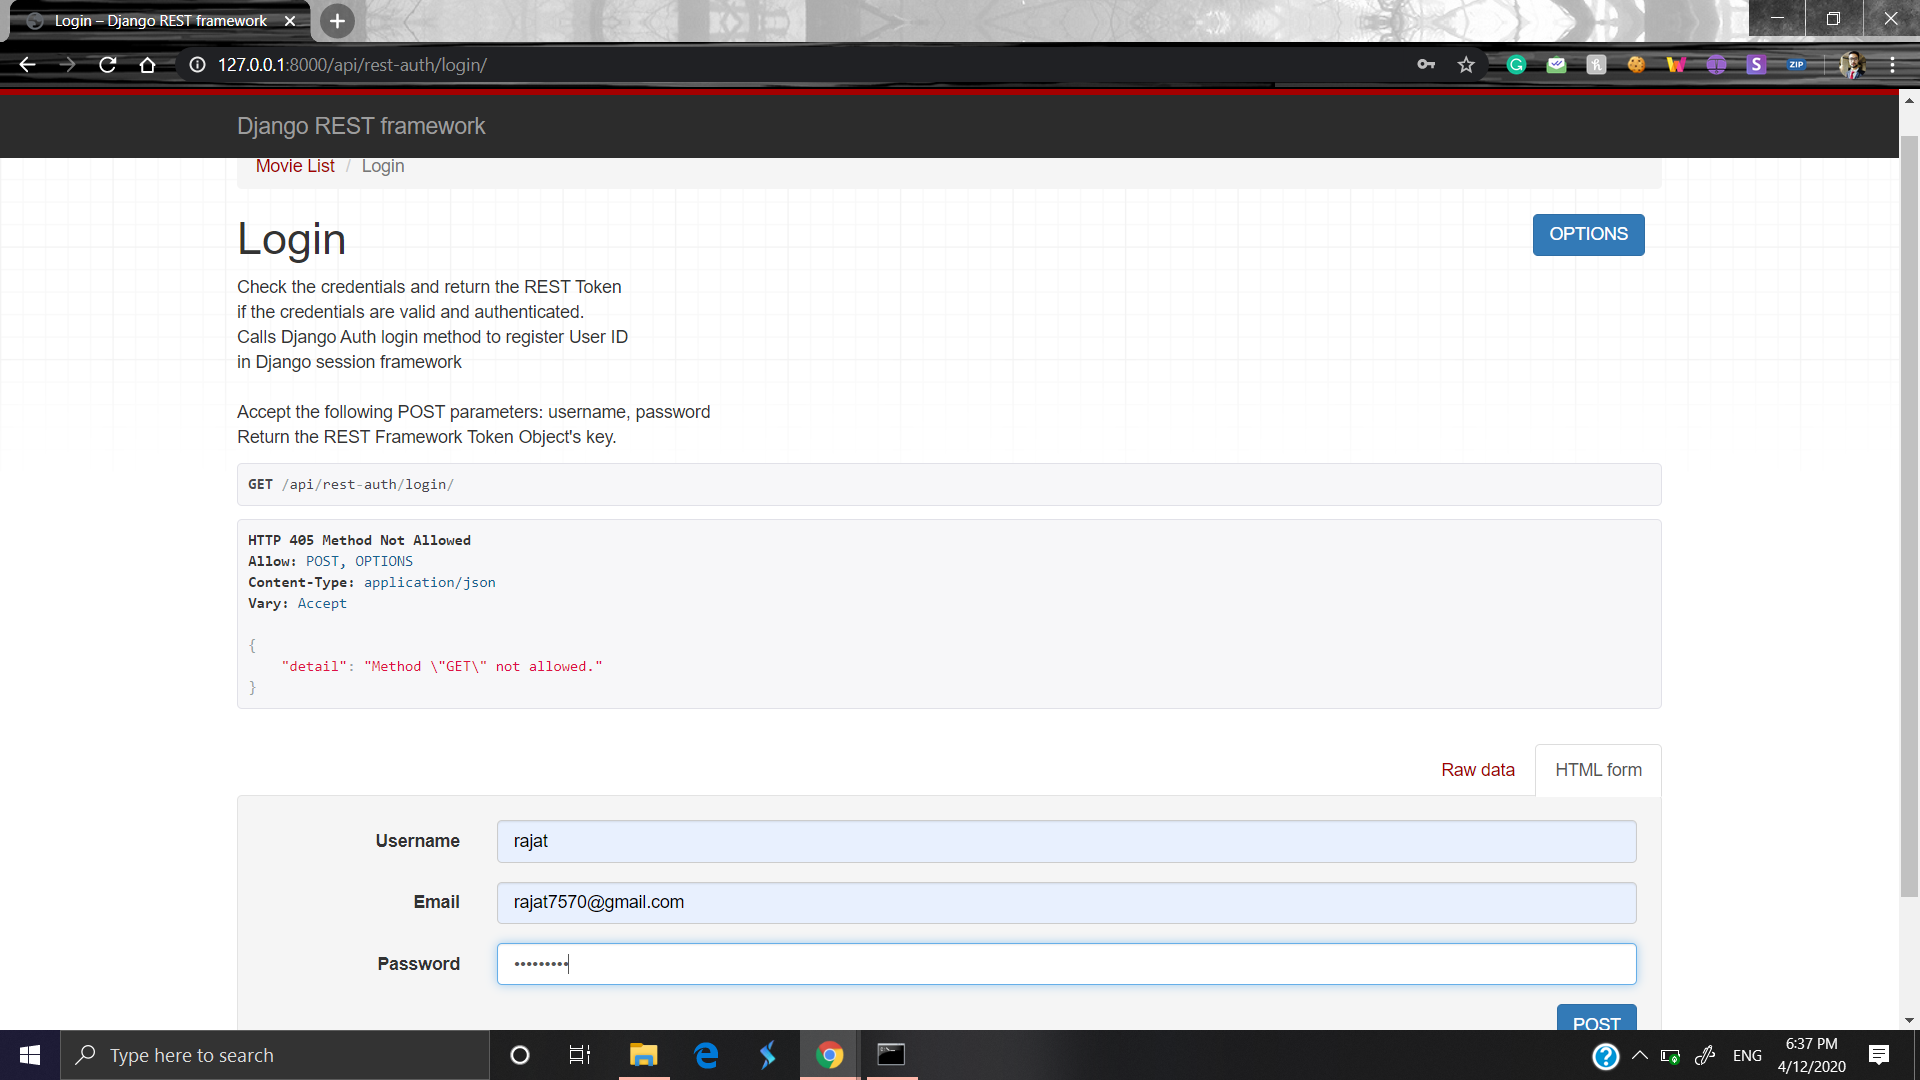 Login – Django REST framework
127.0.0.1:8000/api/rest-auth/login/
S
ZIP
Django REST framework
Movie List / Login
Login
OPTIONS
Check the credentials and return the REST Token
if the credentials are valid and authenticated.
Calls Django Auth login method to register User ID
in Django session framework
Accept the following POST parameters: username, password
Return the REST Framework Token Object's key.
GET /api/rest-auth/login/
HTTP 405 Method Not Allowed
Allow: POST, OPTIONS
Content-Type: application/json
Vary: Accept
{
"detail": "Method \"GET\" not allowed."
}
Raw data
HTML form
Username
rajat
Email
rajat7570@gmail.com
Password
•••••••••
POST
Type here to search
ENG
6:37 PM
4/12/2020